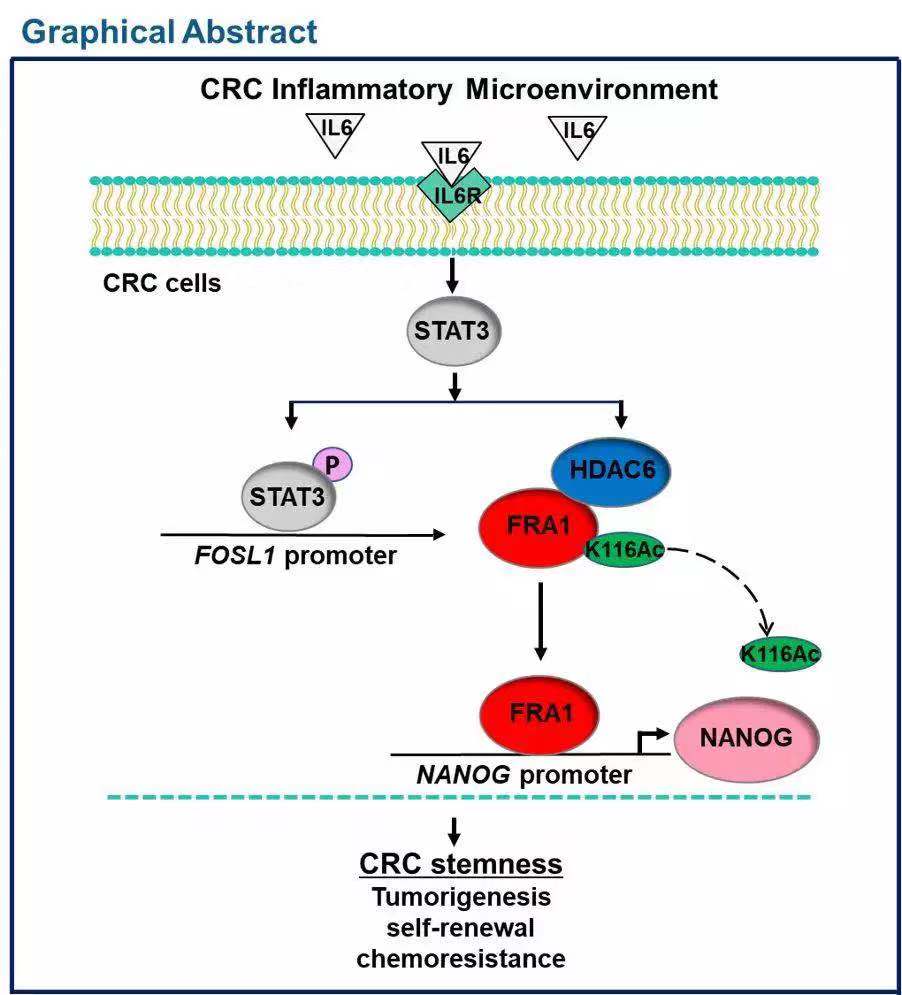 Graphical Abstract
CRC Inflammatory Microenvironment
IL6
IL6
IL6
IL6R
CRC cells
STAT3
P
STAT3
FOSL1 promoter
HDAC6
FRA1
K116Ac
K116Ac
FRA1
NANOG
NANOG promoter
CRC stemness
Tumorigenesis
self-renewal
chemoresistance